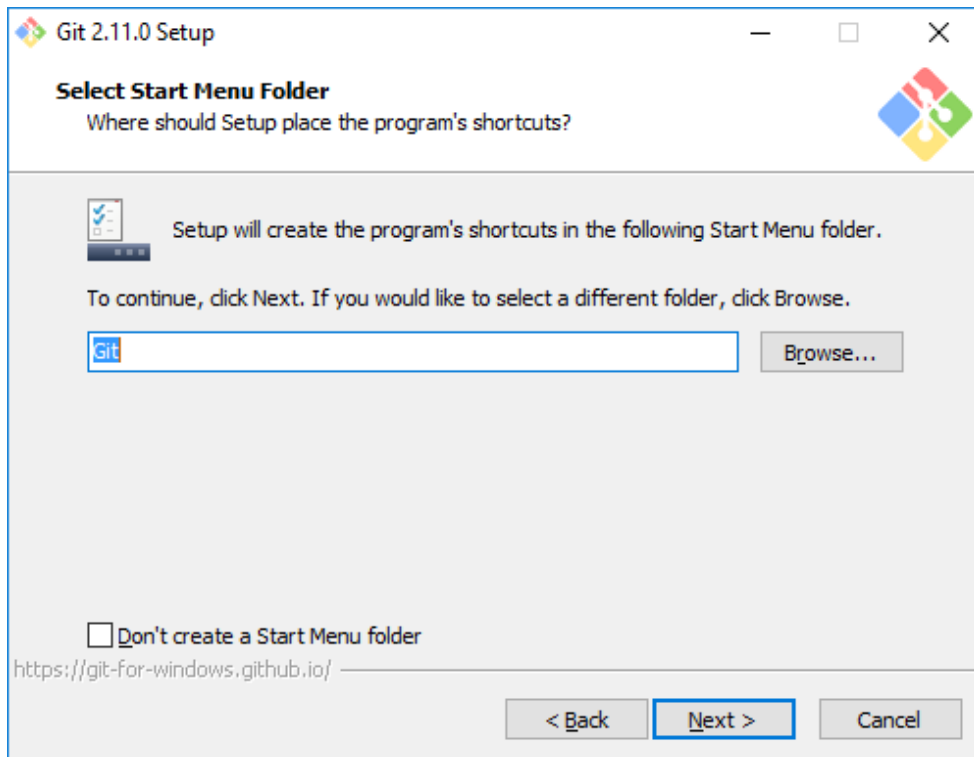 Git 2.11.0 Setup
Select Start Menu Folder
Where should Setup place the program's shortcuts?
Setup will create the program's shortcuts in the following Start Menu folder.
To continue, click Next. If you would like to select a different folder, click Browse.
Git
Browse...
Don't create a Start Menu folder
https://git-for-windows.github.io/
< Back
Next >
Cancel